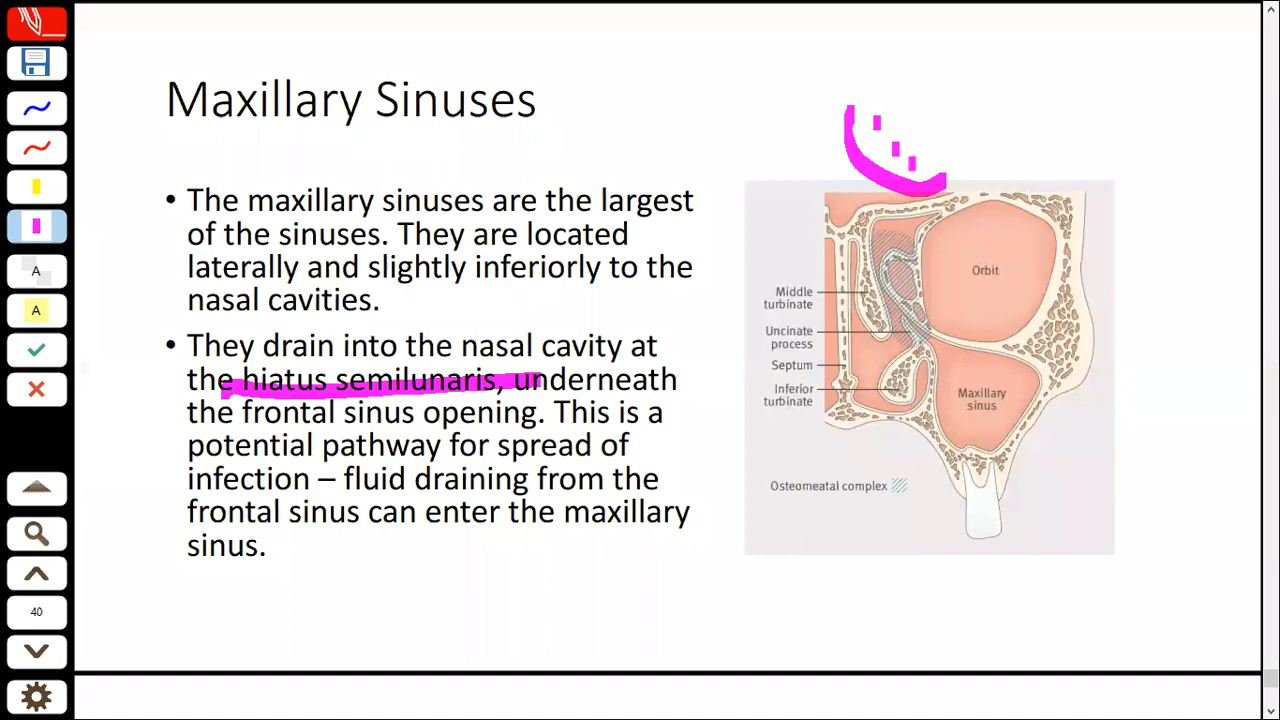 Maxillary Sinuses
• The maxillary sinuses are the largest
of the sinuses. They are located
laterally and slightly inferiorly to the
nasal cavities.
• They drain into the nasal cavity at
the hiatus semilunaris, underneath
the frontal sinus opening. This is a
potential pathway for spread of
infection – fluid draining from the
frontal sinus can enter the maxillary
sinus.
Orbit
Middle
turbinate
Uncinate
process
Septum
Inferior
turbinate
Maxillary
sinus
Osteomeatal complex
A
A
40